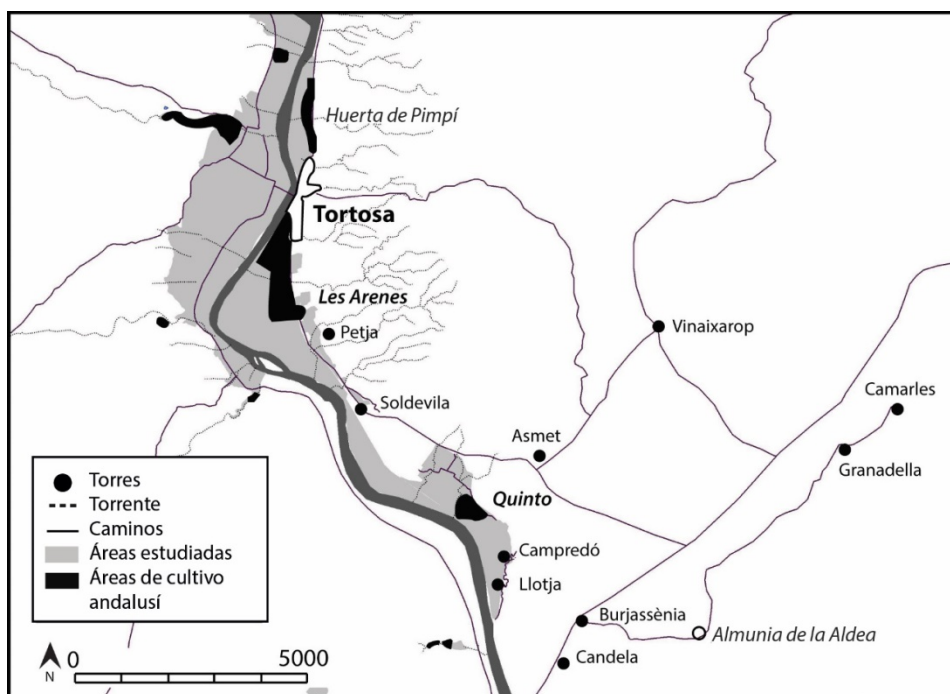 Huerta de Pimpí
Tortosa
Les Arenes
Petja
Vinaixarop
Soldevila
Camarles
Asmet
Granadella
Quinto
Campredó
Llotja
Burjassènia
Almunia de la Aldea
Candela
Torres
Torrente
Caminos
Áreas estudiadas
Áreas de cultivo
andalusí
N
0 5000